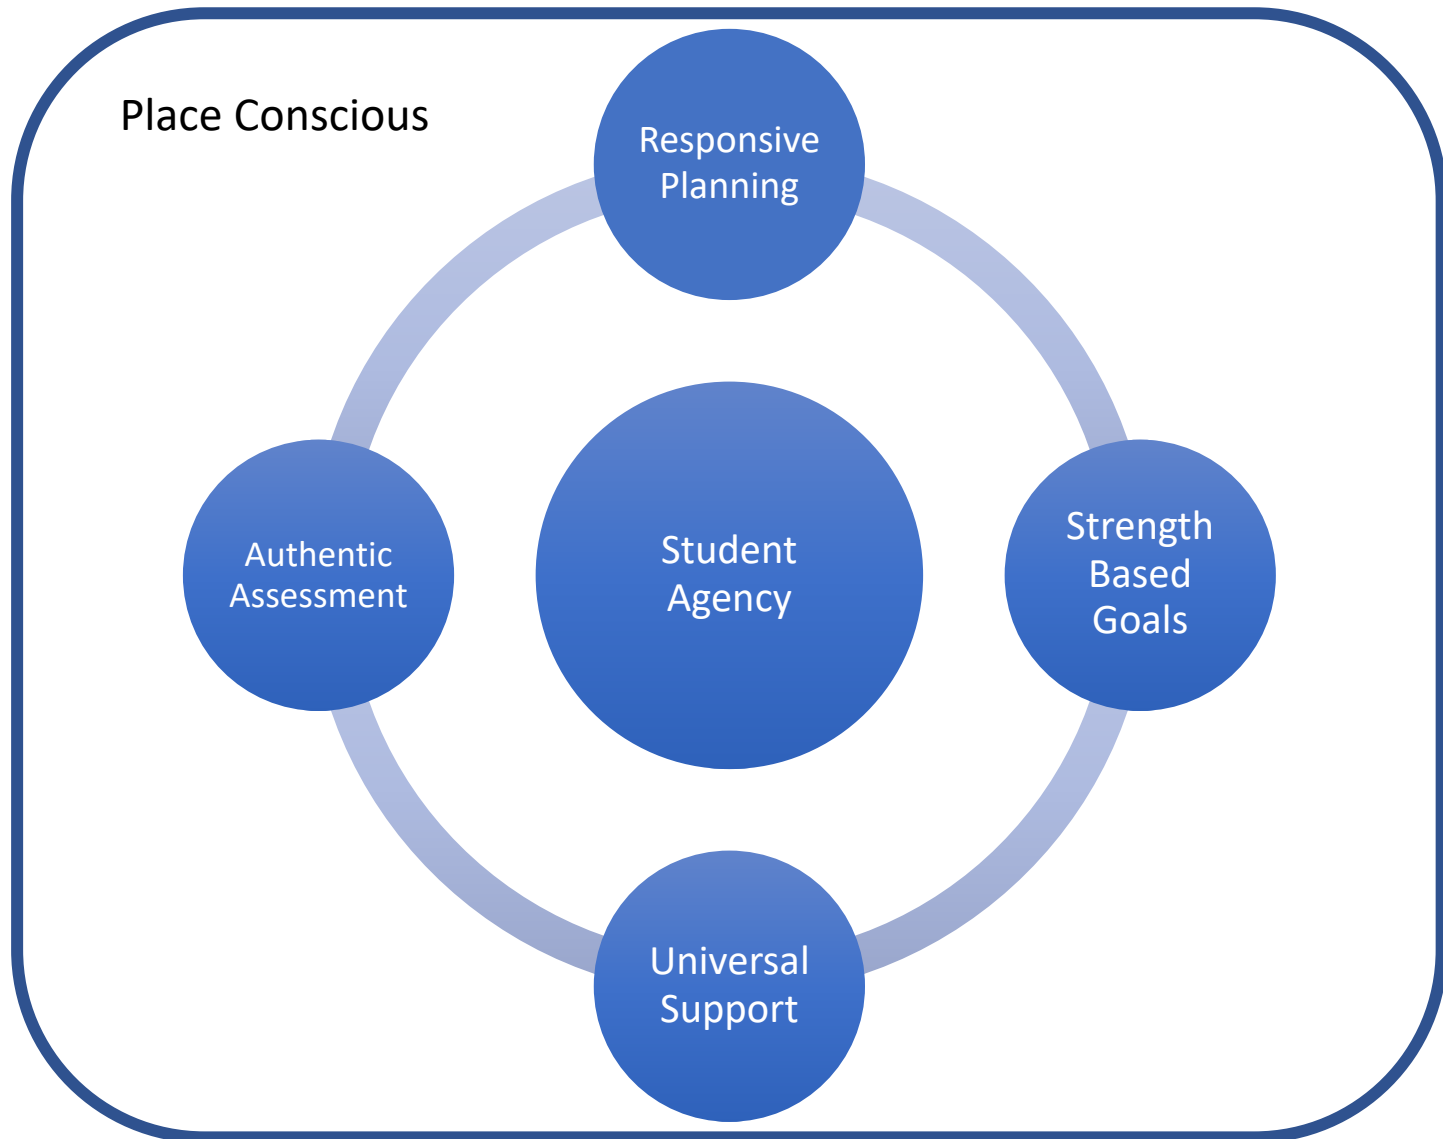 Place Conscious
Responsive
Planning
Authentic
Assessment
Student
Agency
Strength
Based
Goals
Universal
Support